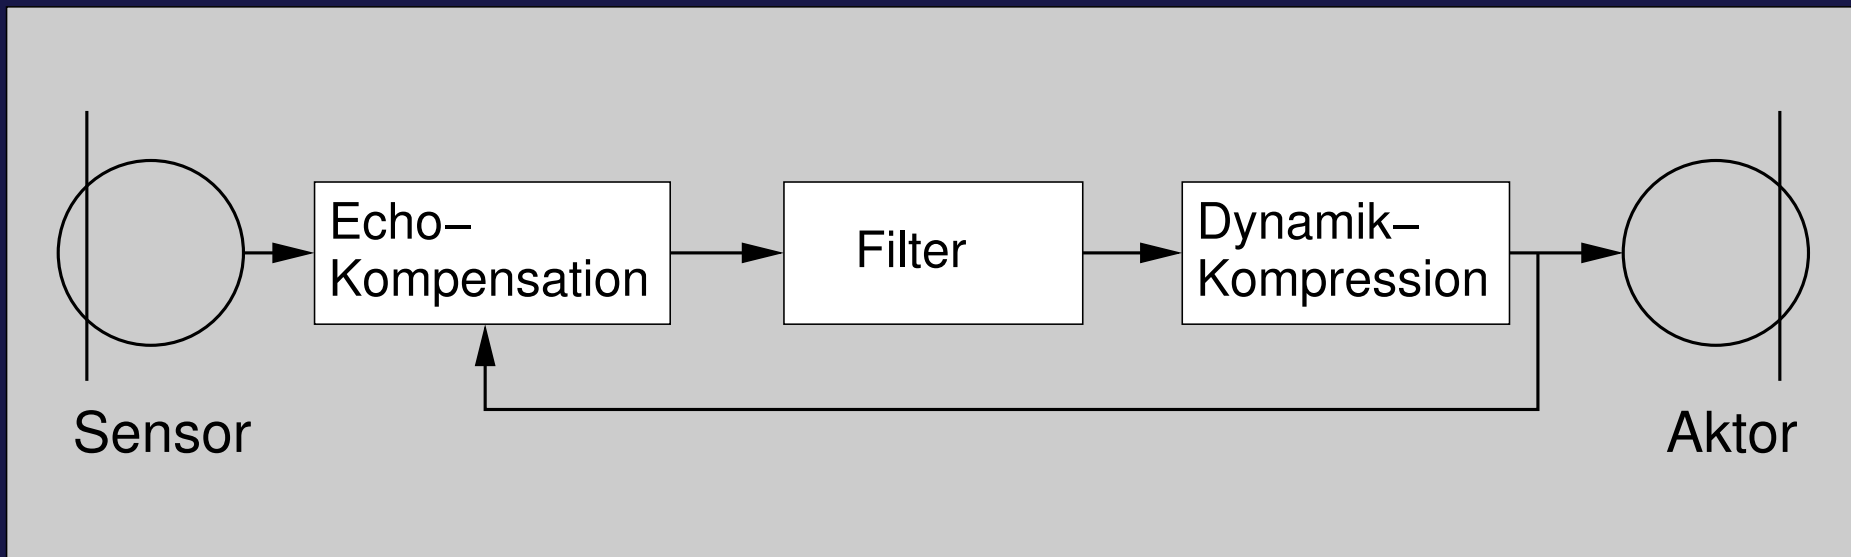 Echo–
Kompensation
Filter
Dynamik–
Kompression
Sensor
Aktor